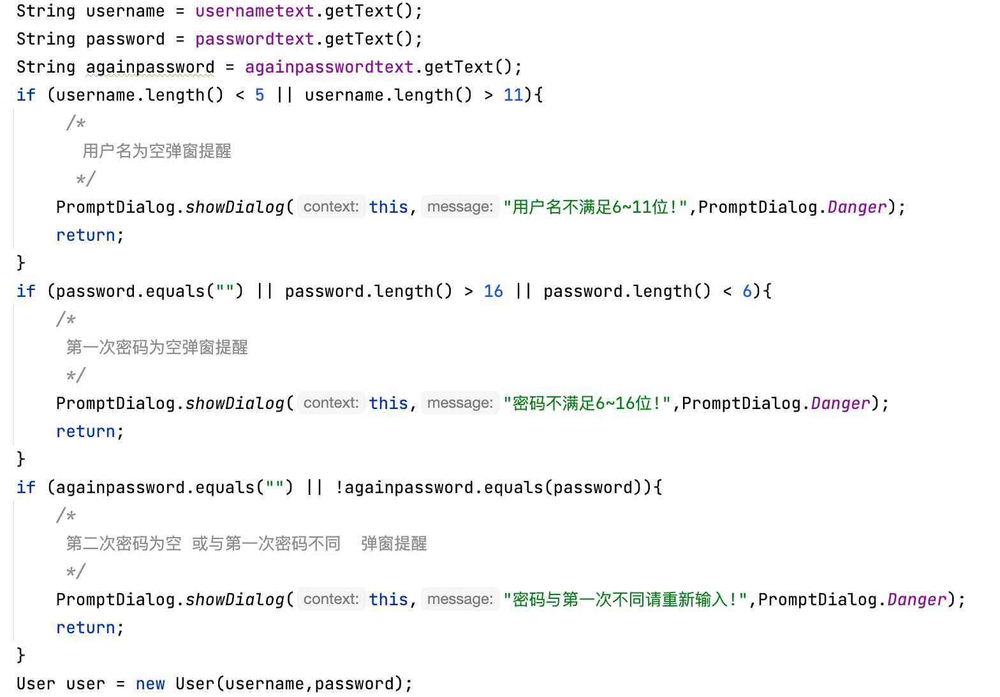 String username = usernametext.getText();
String password = passwordtext.getText();
String againpassword = againpasswordtext.getText();
if (username.length() < 5 || username.length() > 11){
/*
用户名为空弹窗提醒
*/
PromptDialog.showDialog( context: this, message: "用户名不满足6~11位!",PromptDialog.Danger);
return;
}
if (password.equals("") || password.length() > 16 || password.length() < 6){
/*
第一次密码为空弹窗提醒
*/
PromptDialog.showDialog( context: this, message: "密码不满足6~16位!",PromptDialog.Danger);
return;
}
if (againpassword.equals("") || !againpassword.equals(password)){
/*
第二次密码为空 或与第一次密码不同  弹窗提醒
*/
PromptDialog.showDialog( context: this, message: "密码与第一次不同请重新输入!",PromptDialog.Danger);
return;
}
User user = new User(username,password);